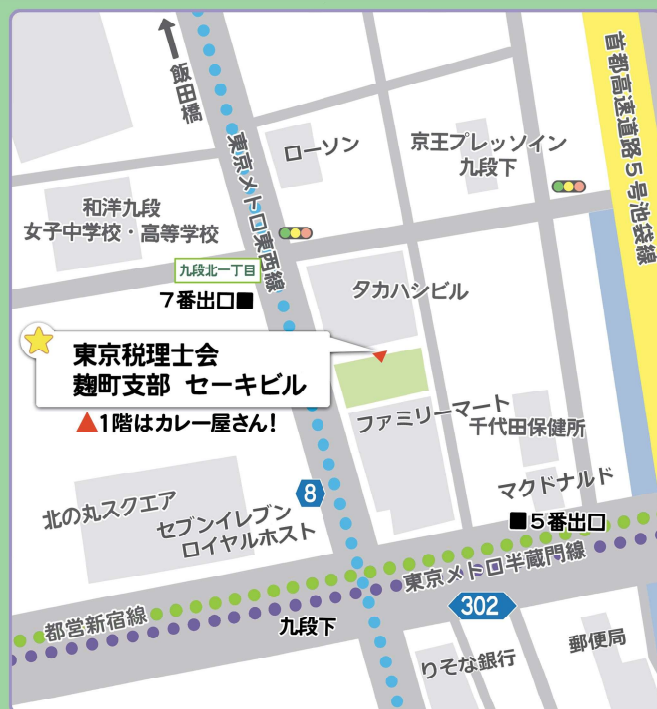 飯田橋
首都高速道路5号池袋線
東京メトロ東西線
ローソン
京王プレッソイン
九段下
和洋九段
女子中学校・高等学校
九段北一丁目
7番出口■
タカハシビル
東京税理士会
麹町支部 セーキビル
▲1階はカレー屋さん!
ファミリーマート
千代田保健所
マクドナルド
北の丸スクエア
セブンイレブン
ロイヤルホスト
8
■5番出口
東京メトロ半蔵門線
302
都営新宿線
九段下
りそな銀行
郵便局